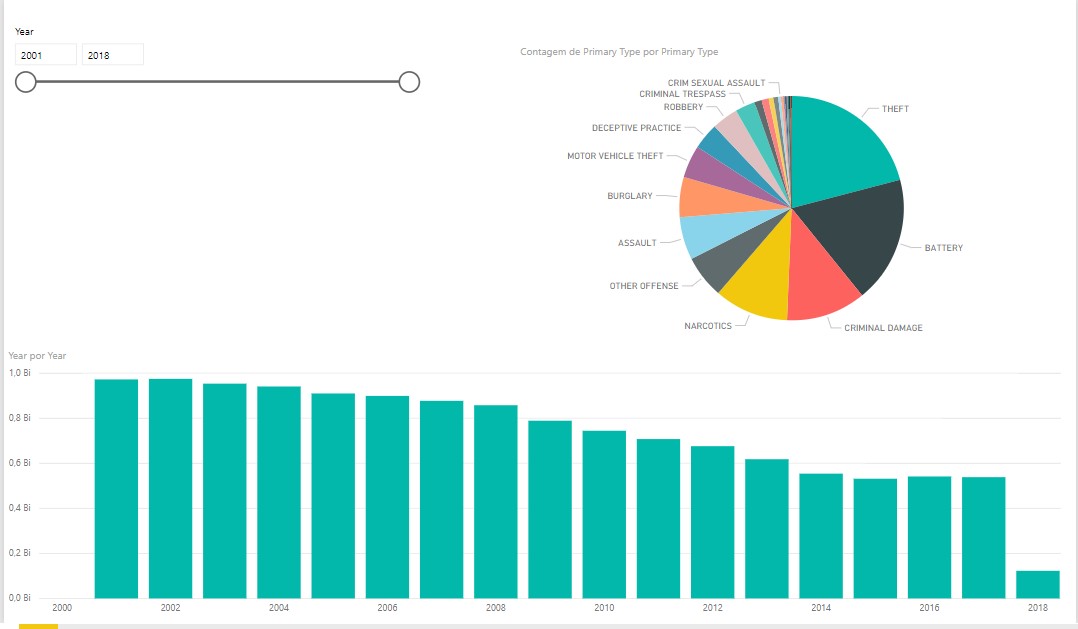 Year
2001 2018
Contagem de Primary Type por Primary Type
CRIM SEXUAL ASSAULT
CRIMINAL TRESPASS
ROBBERY
THEFT
DECEPTIVE PRACTICE
MOTOR VEHICLE THEFT
BURGLARY
ASSAULT
BATTERY
OTHER OFFENSE
NARCOTICS
CRIMINAL DAMAGE
Year por Year
1,0 Bi
0,8 Bi
0,6 Bi
0,4 Bi
0,2 Bi
0,0 Bi
2000 2002 2004 2006 2008 2010 2012 2014 2016 2018